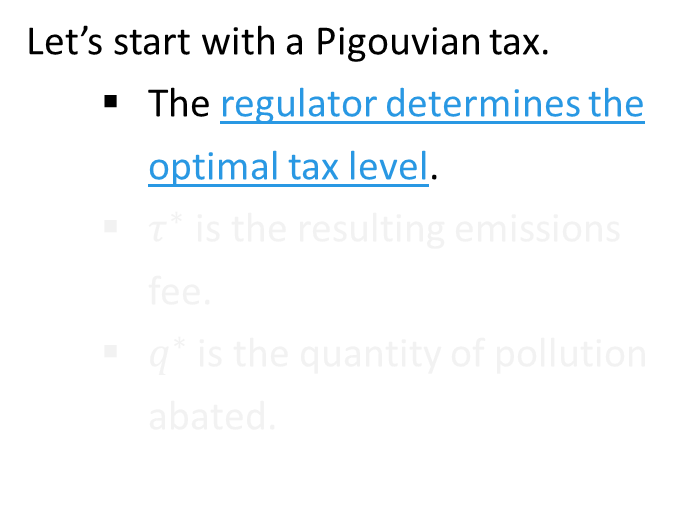 Let’s start with a Pigouvian tax.
▪ The regulator determines the
optimal tax level.
▪ τ* is the resulting emissions
fee.
▪ q* is the quantity of pollution
abated.